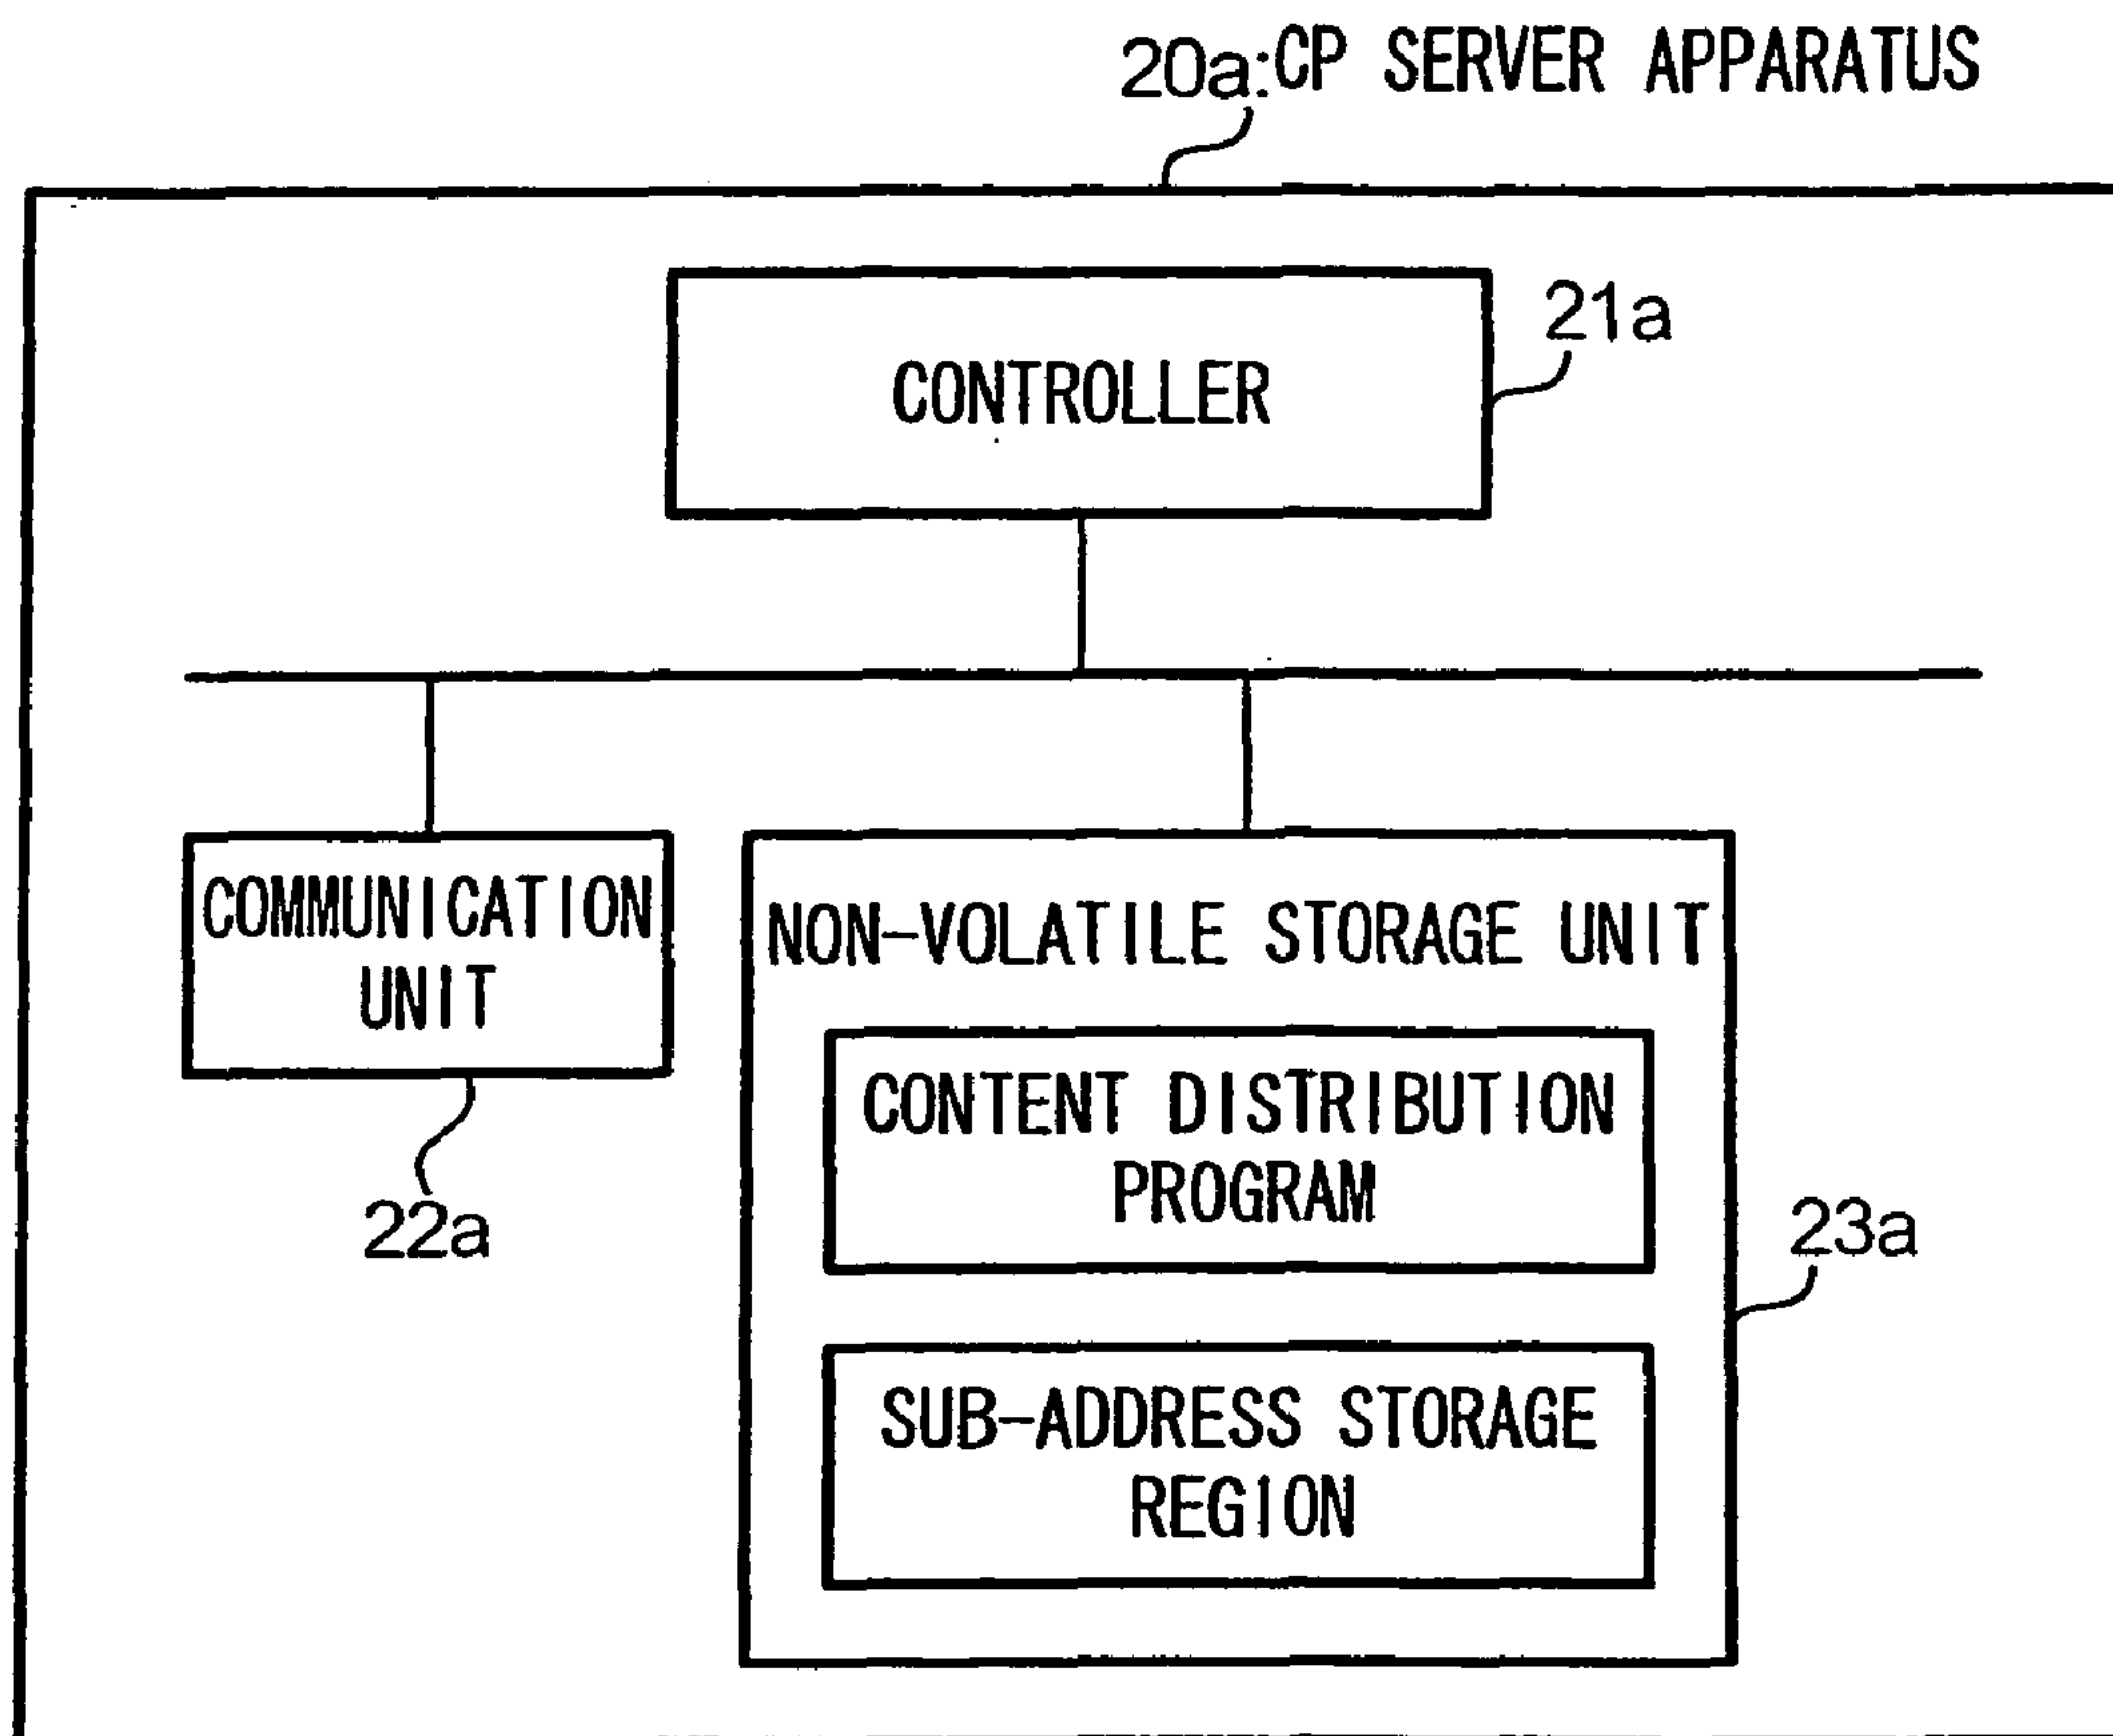 20a:CP SERVER APPARATUS
CONTROLLER
21a
COMMUNICATION
UNIT
22a
NON-VOLATILE STORAGE UNIT
CONTENT DISTRIBUTION
PROGRAM
23a
SUB-ADDRESS STORAGE
REGION